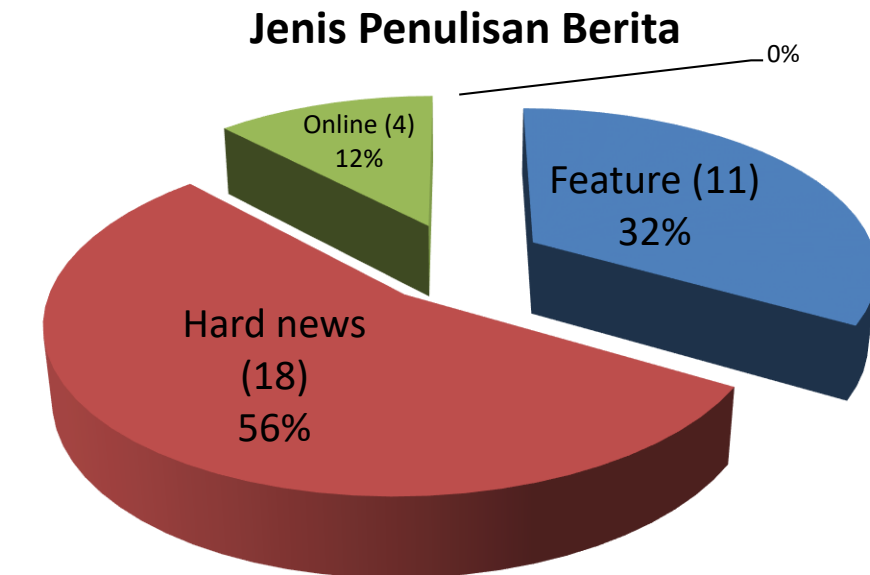 Jenis Penulisan Berita
0%
Online (4)
12%
Feature (11)
32%
Hard news
(18)
56%